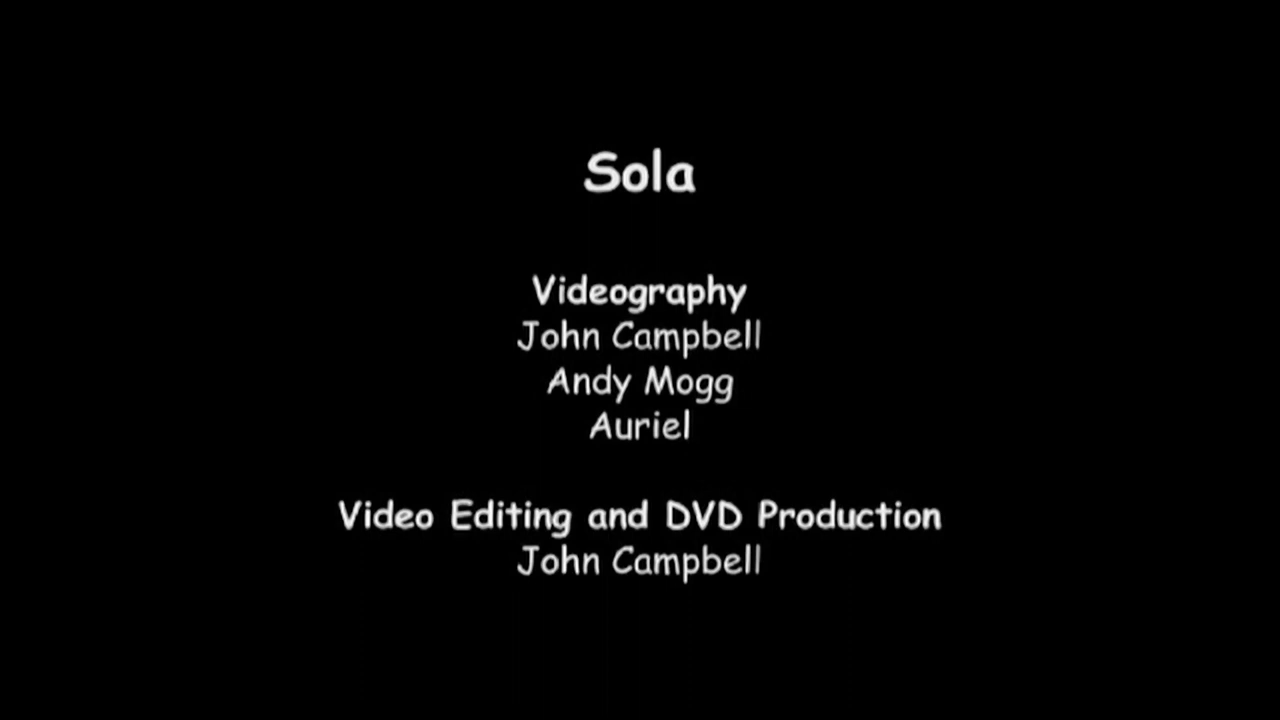 Sola
Videography
John Campbell
Andy Mogg
Auriel
Video Editing and DVD Production
John Campbell